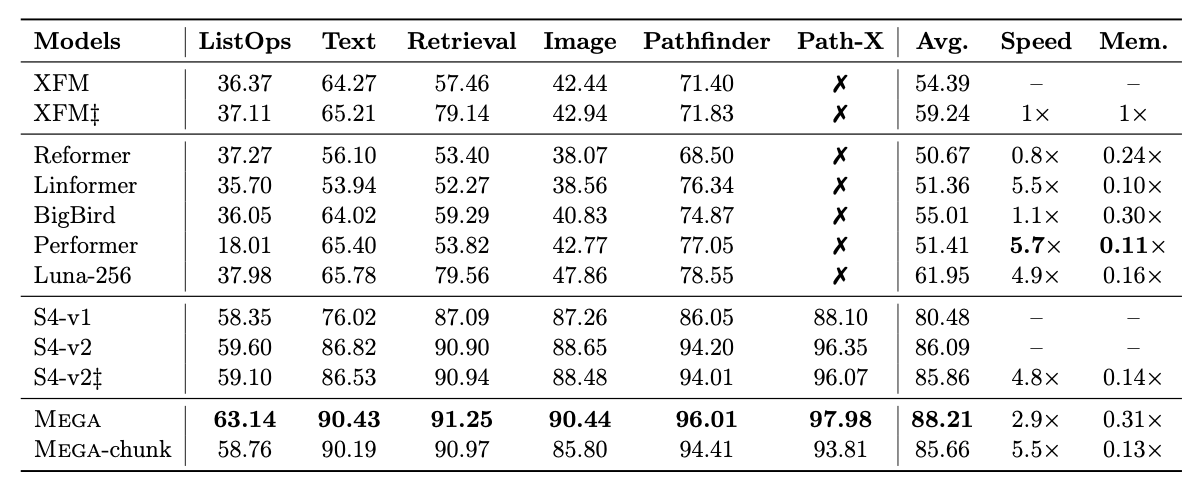 Models ListOps Text Retrieval Image Pathfinder Path-X Avg. Speed Mem.
XFM 36.37 64.27 57.46 42.44 71.40 ✗ 54.39 – –
XFM‡ 37.11 65.21 79.14 42.94 71.83 ✗ 59.24 1× 1×
Reformer 37.27 56.10 53.40 38.07 68.50 ✗ 50.67 0.8× 0.24×
Linformer 35.70 53.94 52.27 38.56 76.34 ✗ 51.36 5.5× 0.10×
BigBird 36.05 64.02 59.29 40.83 74.87 ✗ 55.01 1.1× 0.30×
Performer 18.01 65.40 53.82 42.77 77.05 ✗ 51.41 5.7× 0.11×
Luna-256 37.98 65.78 79.56 47.86 78.55 ✗ 61.95 4.9× 0.16×
S4-v1 58.35 76.02 87.09 87.26 86.05 88.10 80.48 – –
S4-v2 59.60 86.82 90.90 88.65 94.20 96.35 86.09 – –
S4-v2‡ 59.10 86.53 90.94 88.48 94.01 96.07 85.86 4.8× 0.14×
MEGA 63.14 90.43 91.25 90.44 96.01 97.98 88.21 2.9× 0.31×
MEGA-chunk 58.76 90.19 90.97 85.80 94.41 93.81 85.66 5.5× 0.13×